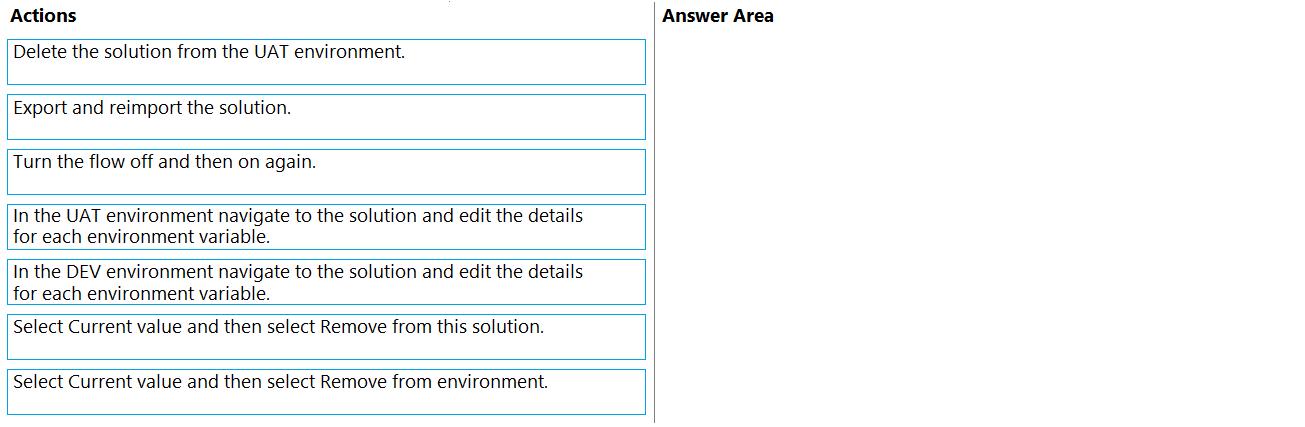 Actions
Answer Area
Delete the solution from the UAT environment.
Export and reimport the solution.
Turn the flow off and then on again.
In the UAT environment navigate to the solution and edit the details
for each environment variable.
In the DEV environment navigate to the solution and edit the details
for each environment variable.
Select Current value and then select Remove from this solution.
Select Current value and then select Remove from environment.